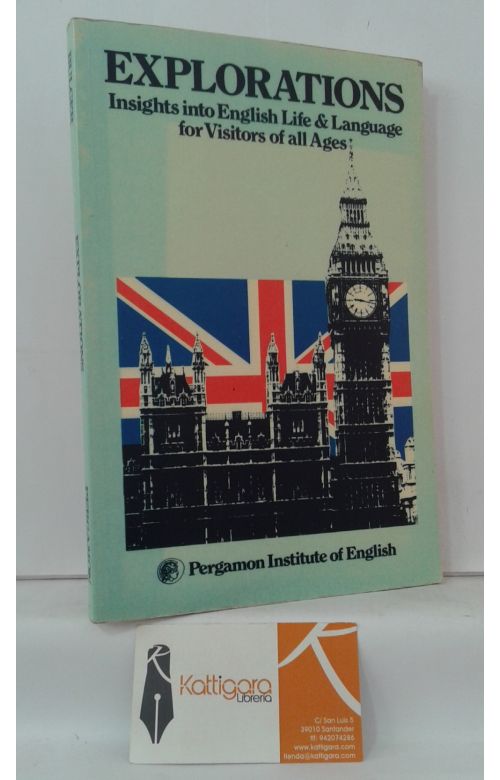 EXPLORATIONS
Insights into English Life & Language
for Visitors of all Ages
EXPLORATIONS
Pergamon Institute of English
Kattigara
Librería
C/ San Luis 5
39010 Santander
tlf: 942074286
www.kattigara.com
tienda@kattigara.com